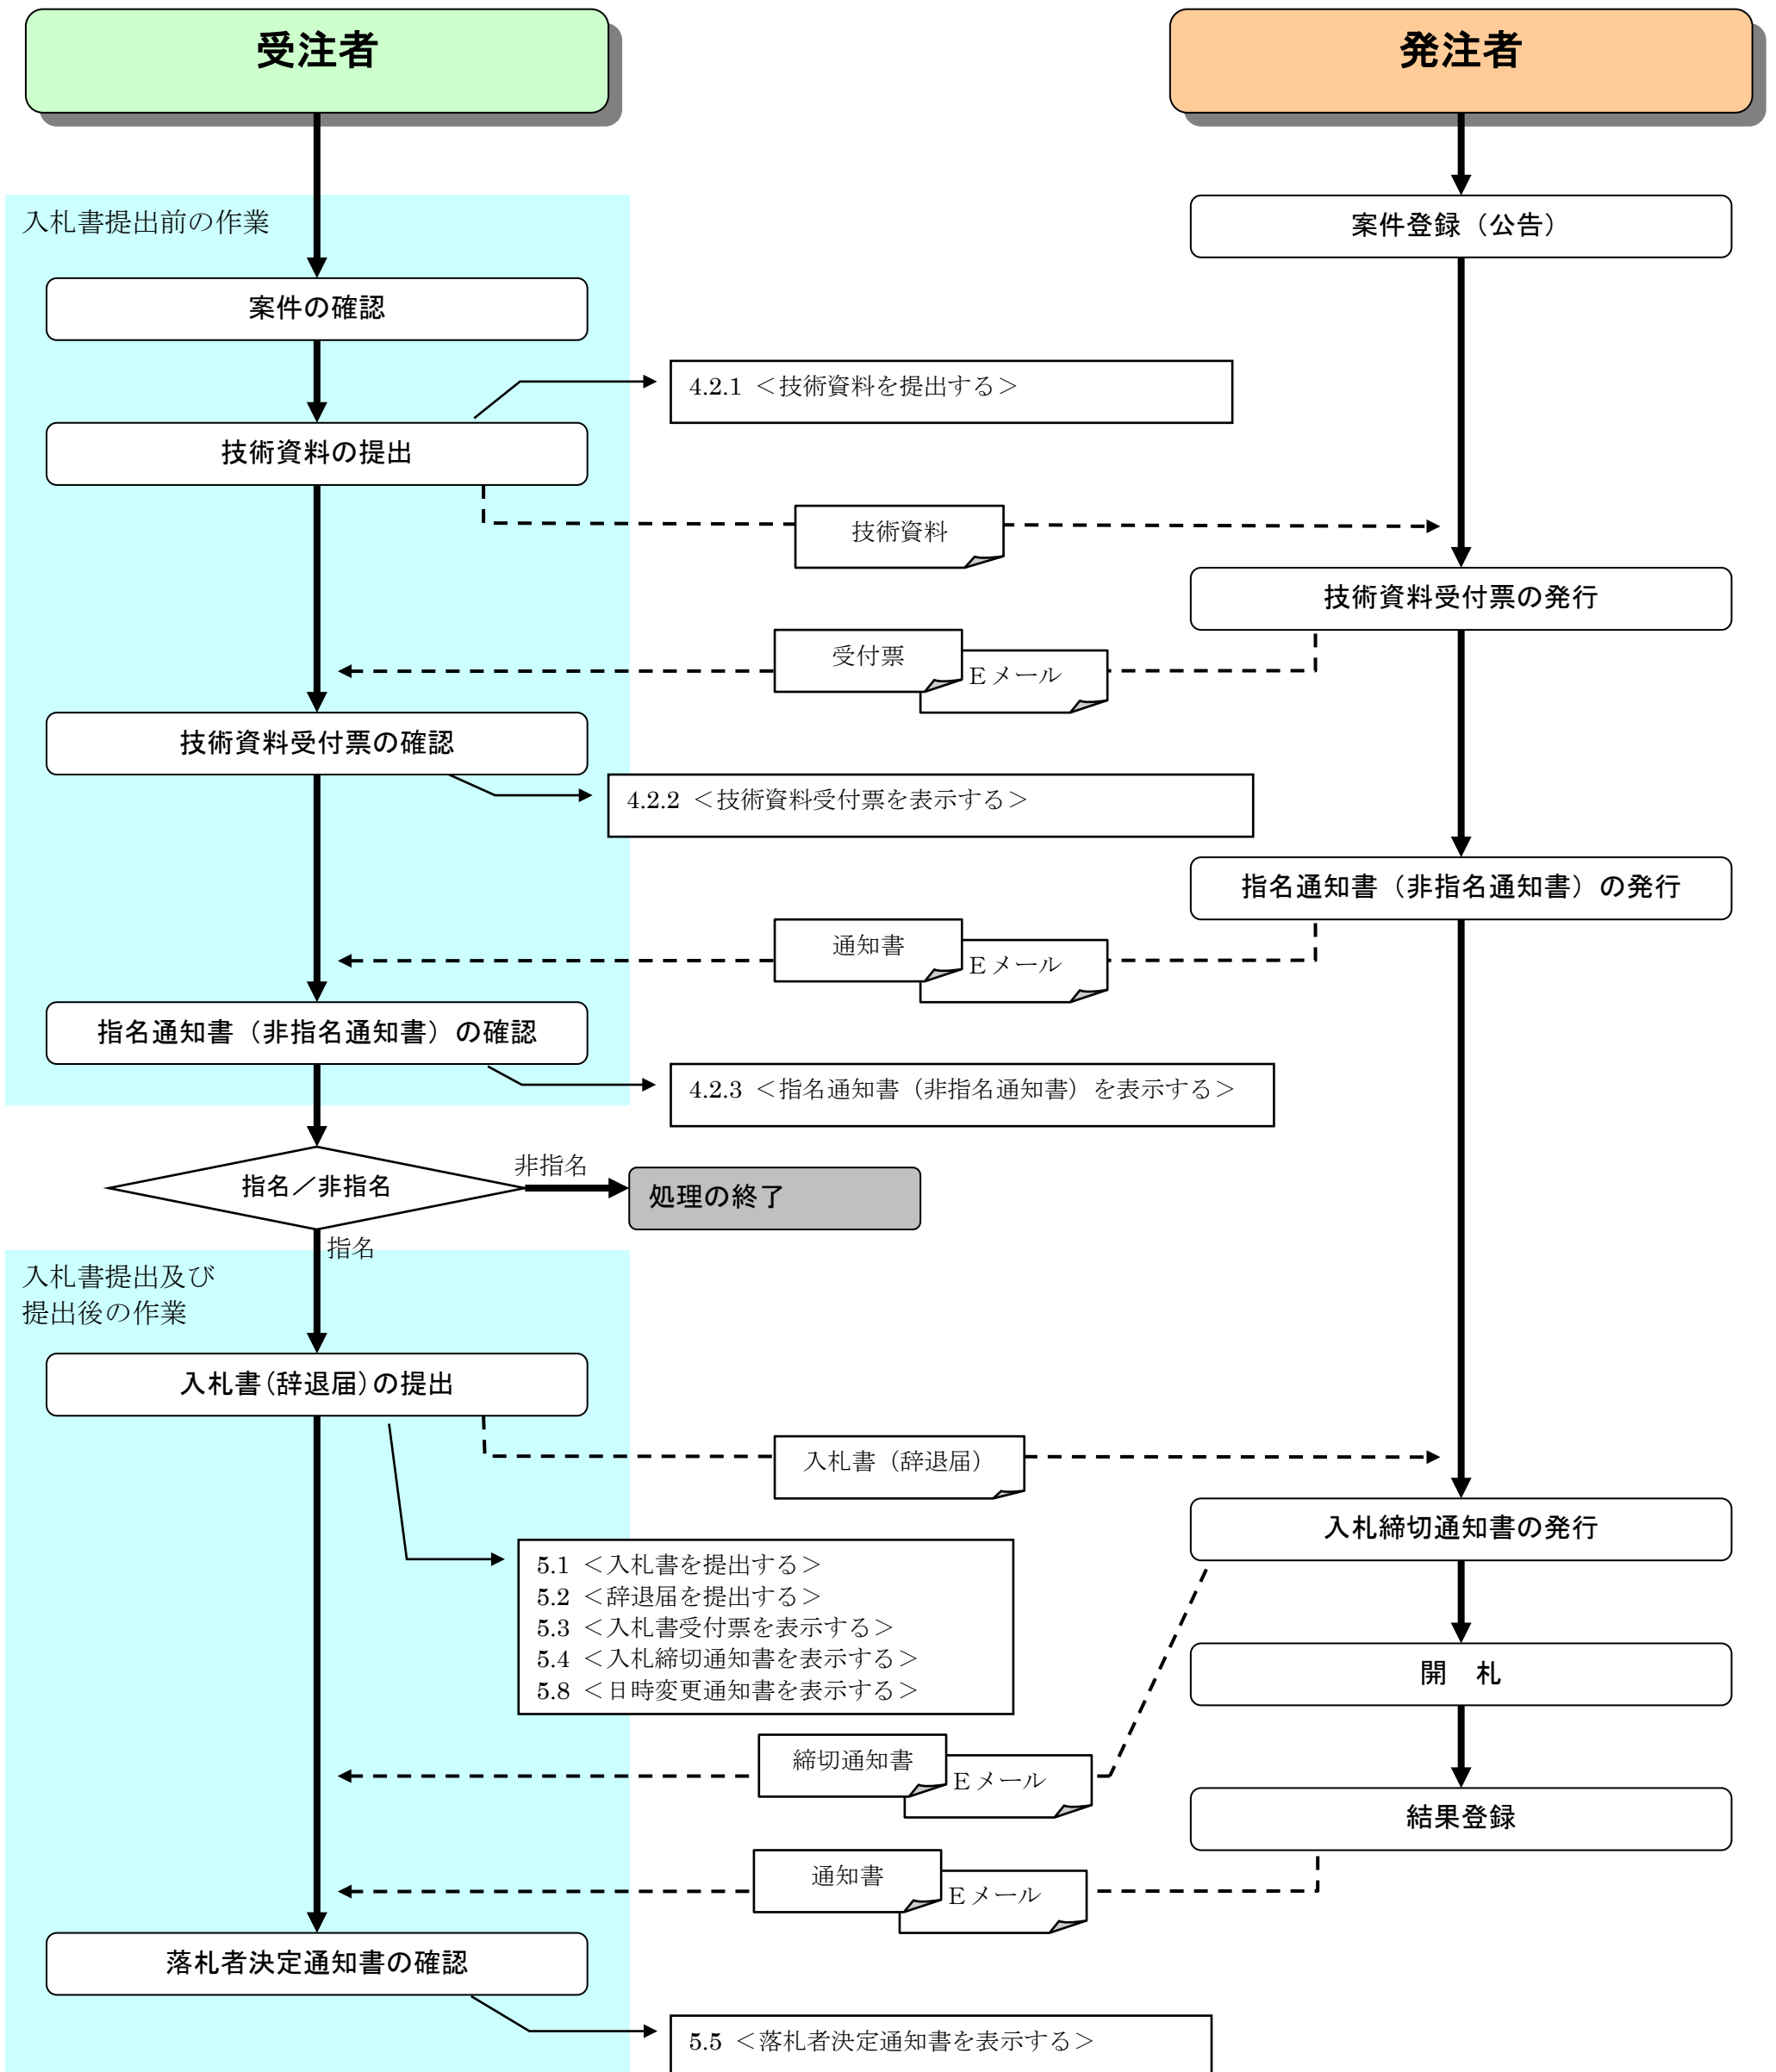 受注者
発注者
入札書提出前の作業
案件登録（公告）
案件の確認
4.2.1 ＜技術資料を提出する＞
技術資料の提出
技術資料
技術資料受付票の発行
受付票
Ｅメール
技術資料受付票の確認
4.2.2 ＜技術資料受付票を表示する＞
指名通知書（非指名通知書）の発行
通知書
Ｅメール
指名通知書（非指名通知書）の確認
4.2.3 ＜指名通知書（非指名通知書）を表示する＞
非指名
指名／非指名
処理の終了
指名
入札書提出及び
提出後の作業
入札書(辞退届)の提出
入札書（辞退届）
入札締切通知書の発行
5.1 ＜入札書を提出する＞
5.2 ＜辞退届を提出する＞
5.3 ＜入札書受付票を表示する＞
5.4 ＜入札締切通知書を表示する＞
5.8 ＜日時変更通知書を表示する＞
開　札
締切通知書
Ｅメール
結果登録
通知書
Ｅメール
落札者決定通知書の確認
5.5 ＜落札者決定通知書を表示する＞